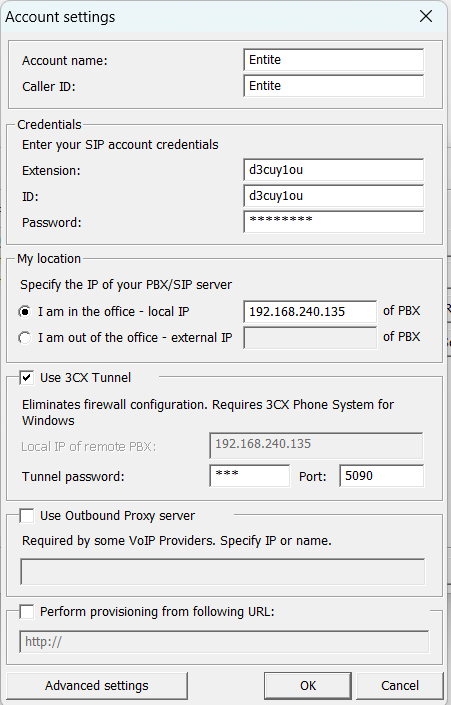 Account settings
Account name: Entite
Caller ID: Entite
Credentials
Enter your SIP account credentials
Extension: d3cuy1ou
ID: d3cuy1ou
Password: ********
My location
Specify the IP of your PBX/SIP server
I am in the office - local IP 192.168.240.135 of PBX
I am out of the office - external IP of PBX
Use 3CX Tunnel
Eliminates firewall configuration. Requires 3CX Phone System for
Windows
Local IP of remote PBX: 192.168.240.135
Tunnel password: *** Port: 5090
Use Outbound Proxy server
Required by some VoIP Providers. Specify IP or name.
Perform provisioning from following URL:
http://
Advanced settings OK Cancel